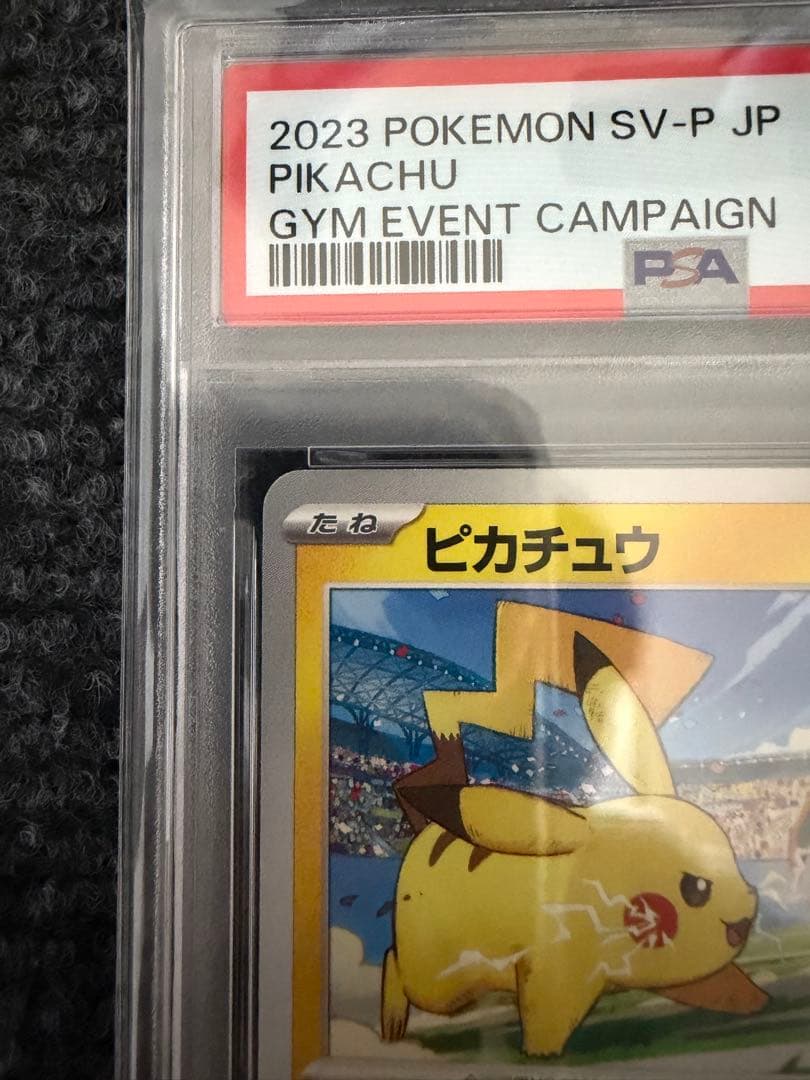 2023 POKEMON SV-P JP
PIKACHU
GYM EVENT CAMPAIGN
PSA
たね
ピカチュウ